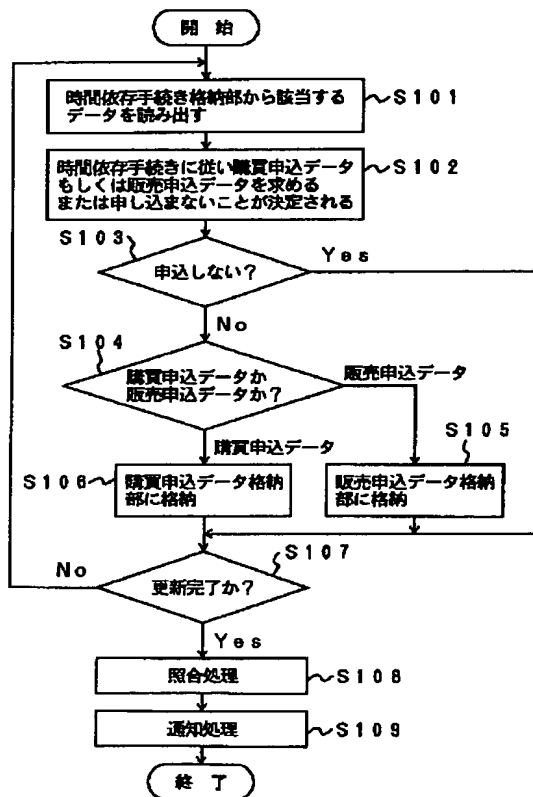 開 始
時間依存手続き格納部から該当する
データを読み出す
S101
時間依存手続きに従い購買申込データ
もしくは販売申込データを求める
または申し込まないことが決定される
S102
S103
申込しない?
Yes
No
S104
購買申込データか
販売申込データか?
販売申込データ
購買申込データ
S105
S106
購買申込データ格納
部に格納
販売申込データ格納
部に格納
S107
No
更新完了か?
Yes
照合処理
S108
通知処理
S109
終 了